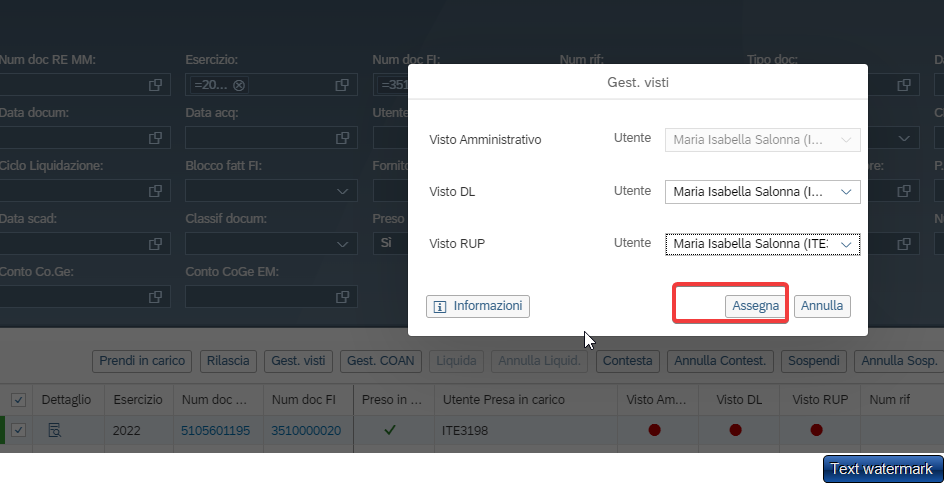 Num doc RE MM:
Esercizio:
Num doc FI:
Num rif:
Tipo doc:
=20...
=351
Gest. visti
Data docum:
Data acq:
Utente
Visto Amministrativo
Utente
Maria Isabella Salonna (I...
Ciclo Liquidazione:
Blocco fatt FI:
Fornito
re:
P.
Visto DL
Utente
Maria Isabella Salonna (I...
Data scad:
Classif docum:
Preso
Sì
Visto RUP
Utente
Maria Isabella Salonna (ITE:
Conto Co.Ge:
Conto CoGe EM:
Informazioni
Assegna
Annulla
Prendi in carico
Rilascia
Gest. visti
Gest. COAN
Liquida
Annulla Liquid.
Contesta
Annulla Contest.
Sospendi
Annulla Sosp.
Dettaglio
Esercizio
Num doc ...
Num doc FI
Preso in ...
Utente Presa in carico
Visto Am...
Visto DL
Visto RUP
Num rif
2022
5105601195
3510000020
ITE3198
Text watermark